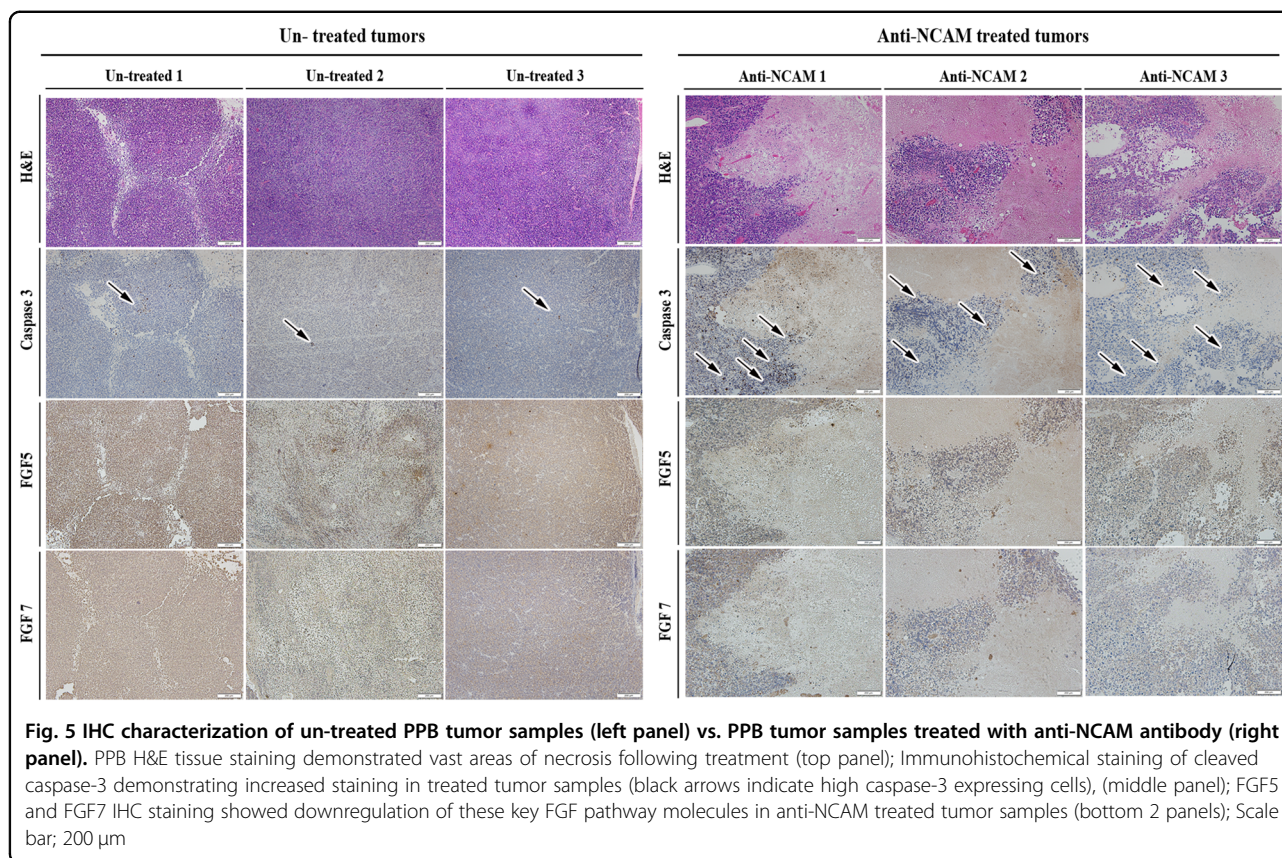 Un- treated tumors
Anti-NCAM treated tumors
Un-treated 1
Un-treated 2
Un-treated 3
Anti-NCAM 1
Anti-NCAM 2
Anti-NCAM 3
H&E
H&E
Caspase 3
Caspase 3
FGF5
FGF5
FGF 7
FGF 7
Fig. 5 IHC characterization of un-treated PPB tumor samples (left panel) vs. PPB tumor samples treated with anti-NCAM antibody (right
panel). PPB H&E tissue staining demonstrated vast areas of necrosis following treatment (top panel); Immunohistochemical staining of cleaved
caspase-3 demonstrating increased staining in treated tumor samples (black arrows indicate high caspase-3 expressing cells), (middle panel); FGF5
and FGF7 IHC staining showed downregulation of these key FGF pathway molecules in anti-NCAM treated tumor samples (bottom 2 panels); Scale
bar; 200 µm